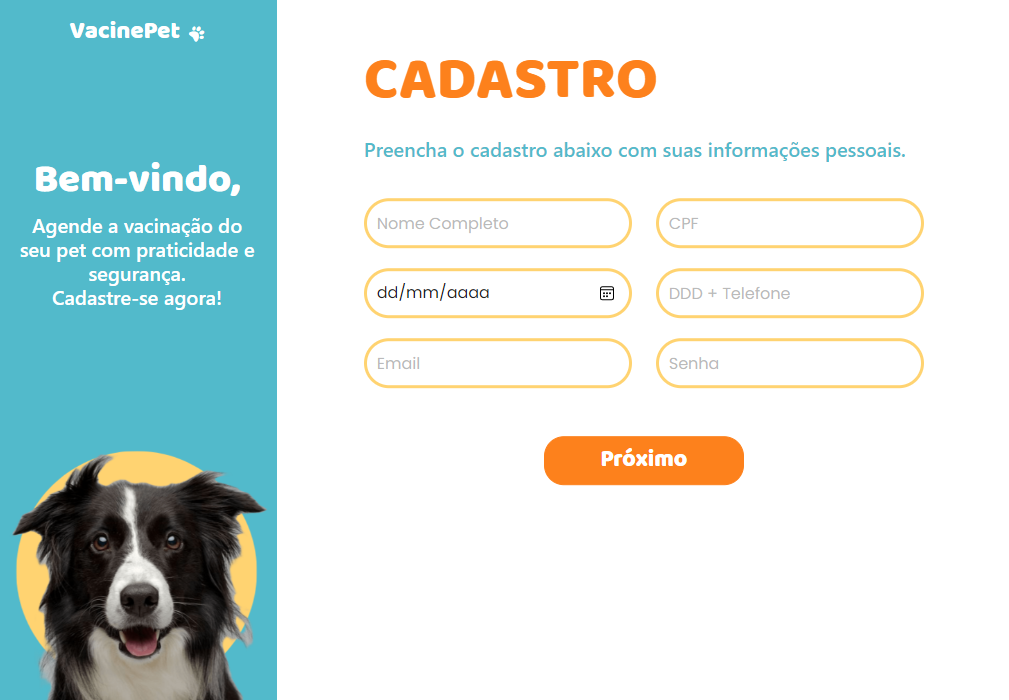 VacinePet
Bem-vindo,
Agende a vacinação do
seu pet com praticidade e
segurança.
Cadastre-se agora!
CADASTRO
Preencha o cadastro abaixo com suas informações pessoais.
Nome Completo
CPF
dd/mm/aaaa
DDD + Telefone
Email
Senha
Próximo